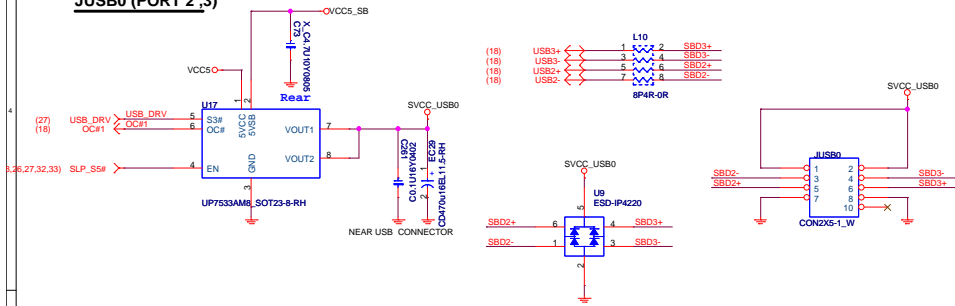 JUSB0 (PORT 2 ,3)
VCC5_SB
X_C4.7U10Y0805
C73
VCC5
Rear
U17
1
2
5VCC
5VSB
(27) USB_DRV USB_DRV 5 S3#
(18) OC#1 OC#1 6 OC#
VOUT1 7
VOUT2 8
3,26,27,32,33) SLP_S5# 4 EN
GND
3
UP7533AM8_SOT23-8-RH
SVCC_USB0
C261
C0.1U16Y0402
+
1
2
EC29
CD470u16EL11.5-RH
NEAR USB CONNECTOR
4
L10
(18) USB3+ 1 2 SBD3+
(18) USB3- 3 4 SBD3-
(18) USB2+ 5 6 SBD2+
(18) USB2- 7 8 SBD2-
8P4R-0R
SVCC_USB0
U9
ESD-IP4220
5
SBD2+ 6 4 SBD3+
SBD2- 1 3 SBD3-
2
SVCC_USB0
JUSB0
1 2
SBD2- 3 4 SBD3-
SBD2+ 5 6 SBD3+
7 8
10
CON2X5-1_W